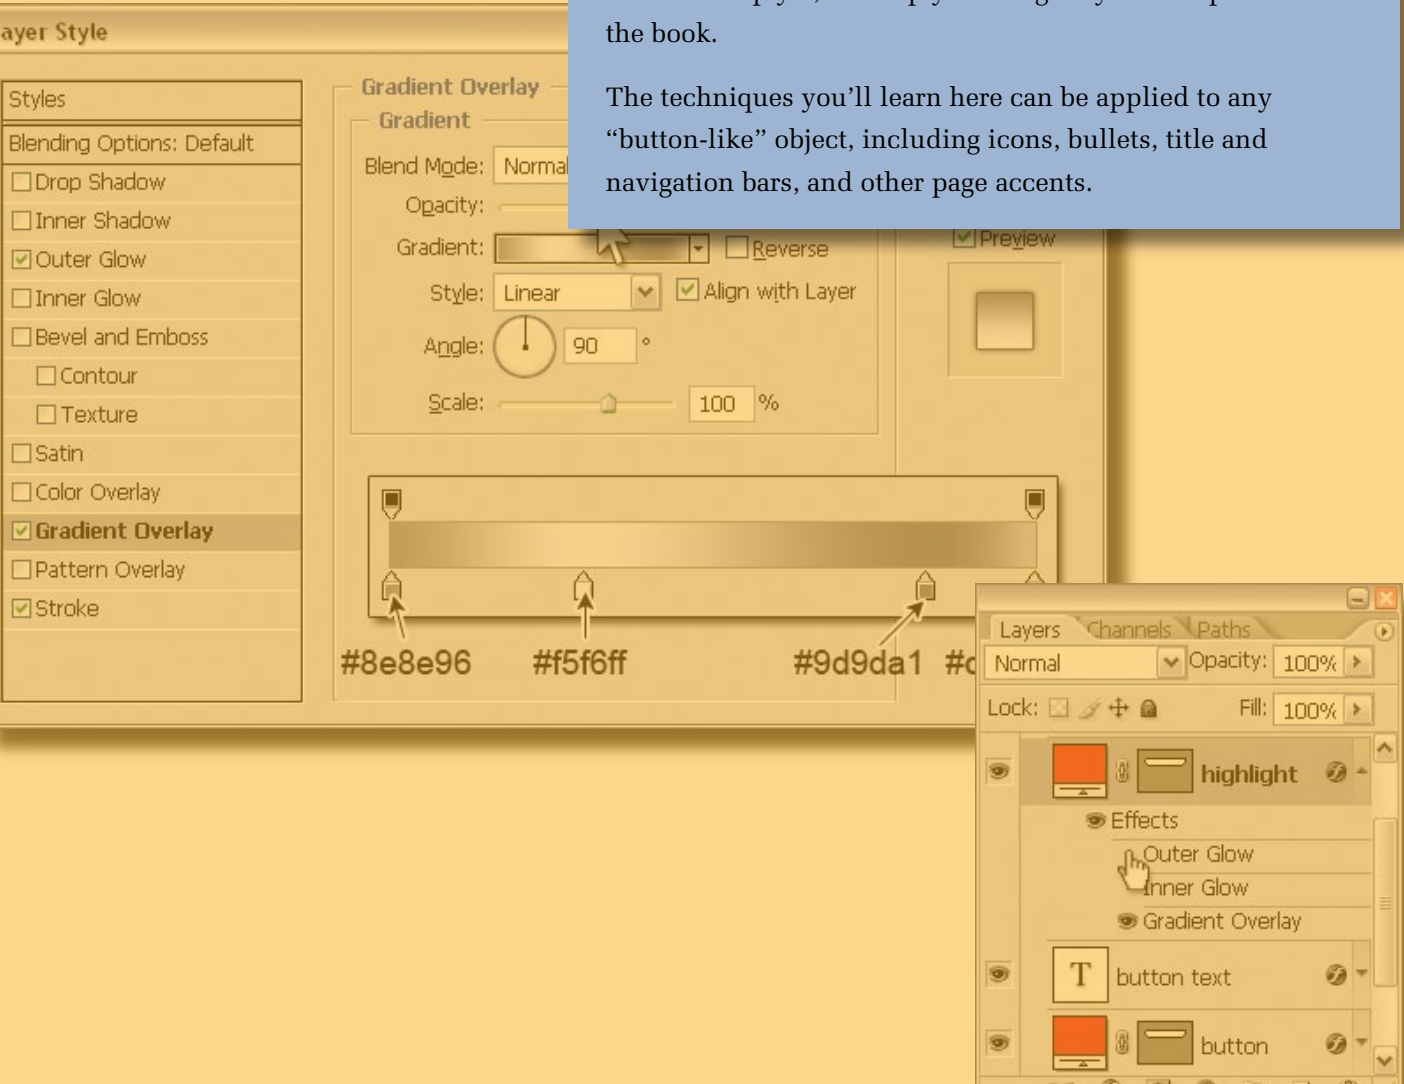 the book.
The techniques you’ll learn here can be applied to any
“button-like” object, including icons, bullets, title and
navigation bars, and other page accents.
ayer Style
Styles
Blending Options: Default
Drop Shadow
Inner Shadow
Outer Glow
Inner Glow
Bevel and Emboss
Contour
Texture
Satin
Color Overlay
Gradient Overlay
Pattern Overlay
Stroke
Gradient Overlay
Gradient
Blend Mode: Normal
Opacity:
Gradient: Reverse
Style: Linear Align with Layer
Angle: 90 °
Scale: 100 %
Preview
#8e8e96 #f5f6ff #9d9da1
Layers Channels Paths
Normal Opacity: 100%
Lock: Fill: 100%
highlight
Effects
Outer Glow
Inner Glow
Gradient Overlay
T button text
button